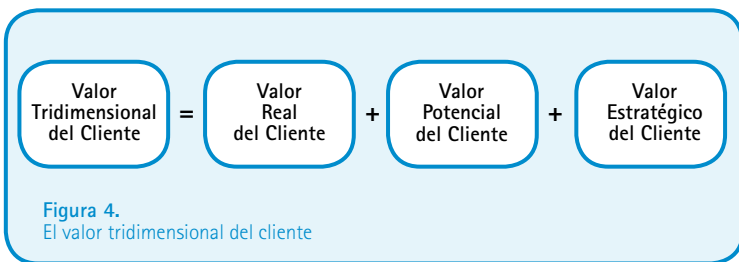 Valor
Tridimensional
del Cliente
=
Valor
Real
del Cliente
+
Valor
Potencial
del Cliente
+
Valor
Estratégico
del Cliente
Figura 4.
El valor tridimensional del cliente